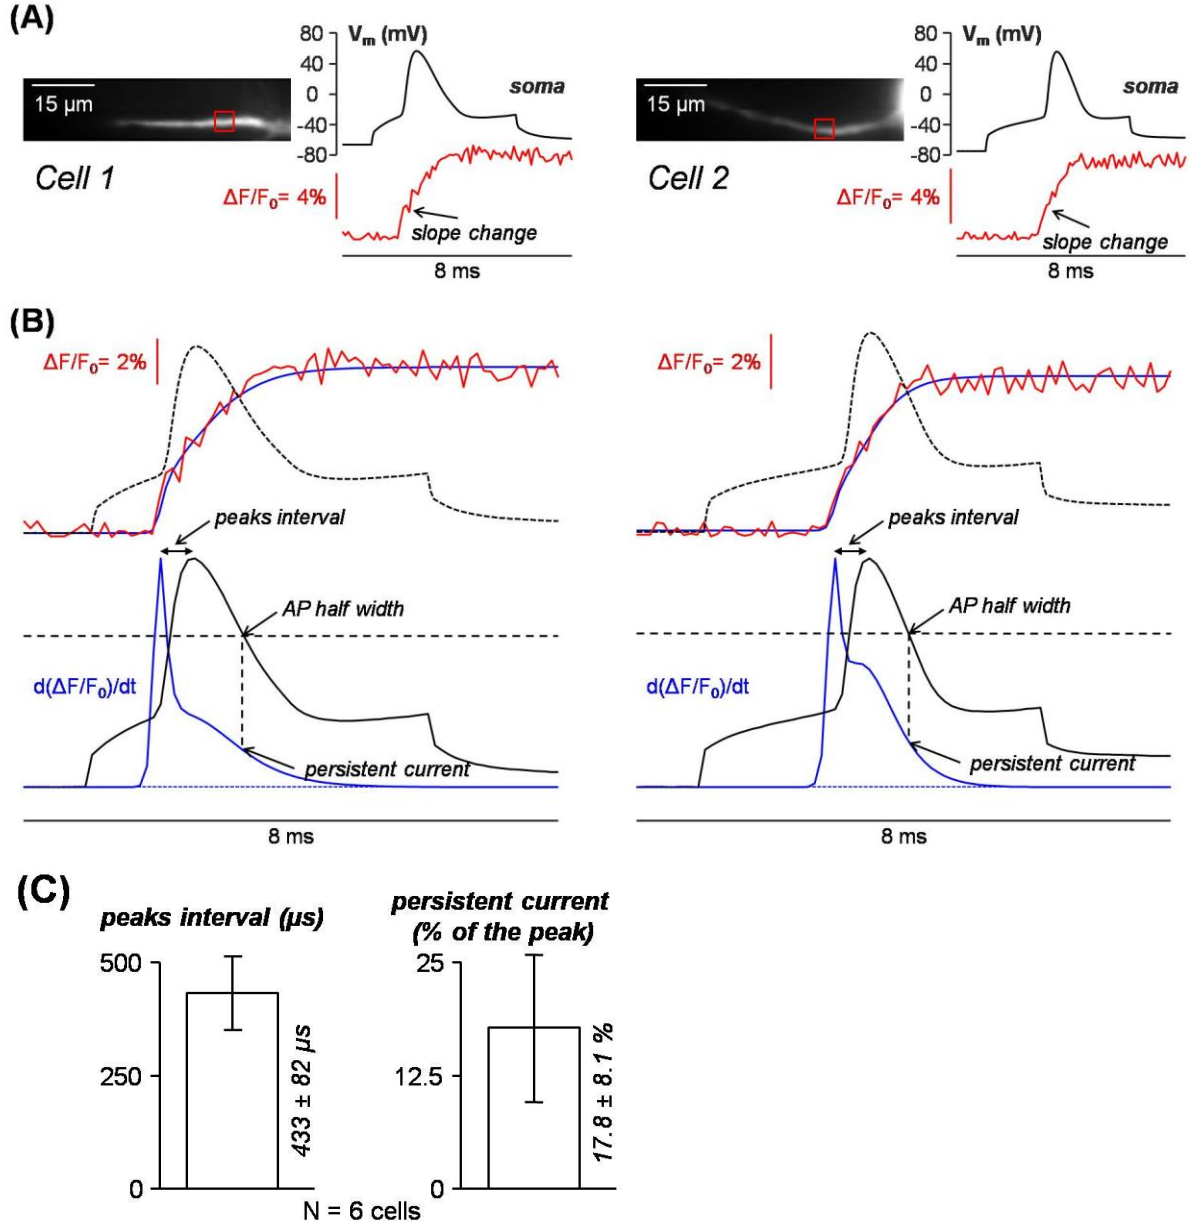 (A)
80
Vm (mV)
40
0
-40
-80
15 µm
soma
Cell 1
ΔF/F0= 4%
slope change
8 ms
80
Vm (mV)
40
0
-40
-80
15 µm
soma
Cell 2
ΔF/F0= 4%
slope change
8 ms
(B)
ΔF/F0= 2%
peaks interval
AP half width
d(ΔF/F0)/dt
persistent current
8 ms
ΔF/F0= 2%
peaks interval
AP half width
d(ΔF/F0)/dt
persistent current
8 ms
(C)
peaks interval (µs)
500
250
0
433 ± 82 µs
persistent current
(% of the peak)
25
12.5
0
17.8 ± 8.1 %
N = 6 cells